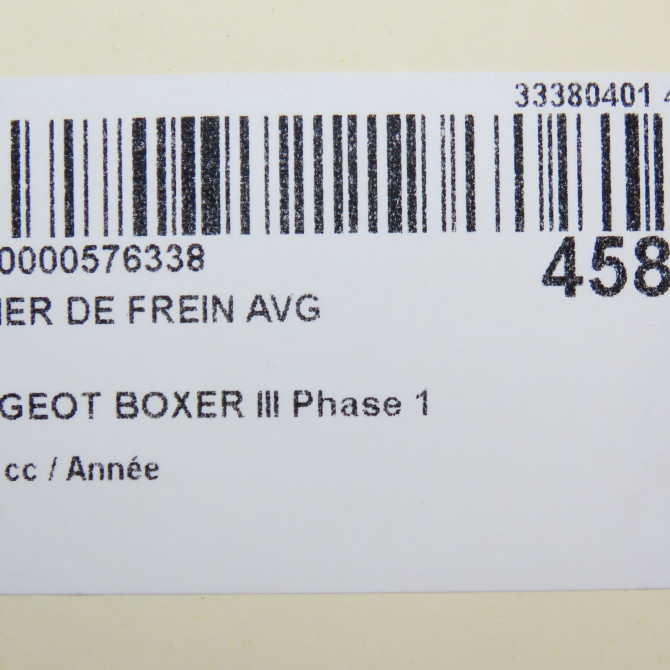 33380401 4
0000576338
458
IER DE FREIN AVG
GEOT BOXER III Phase 1
cc / Année